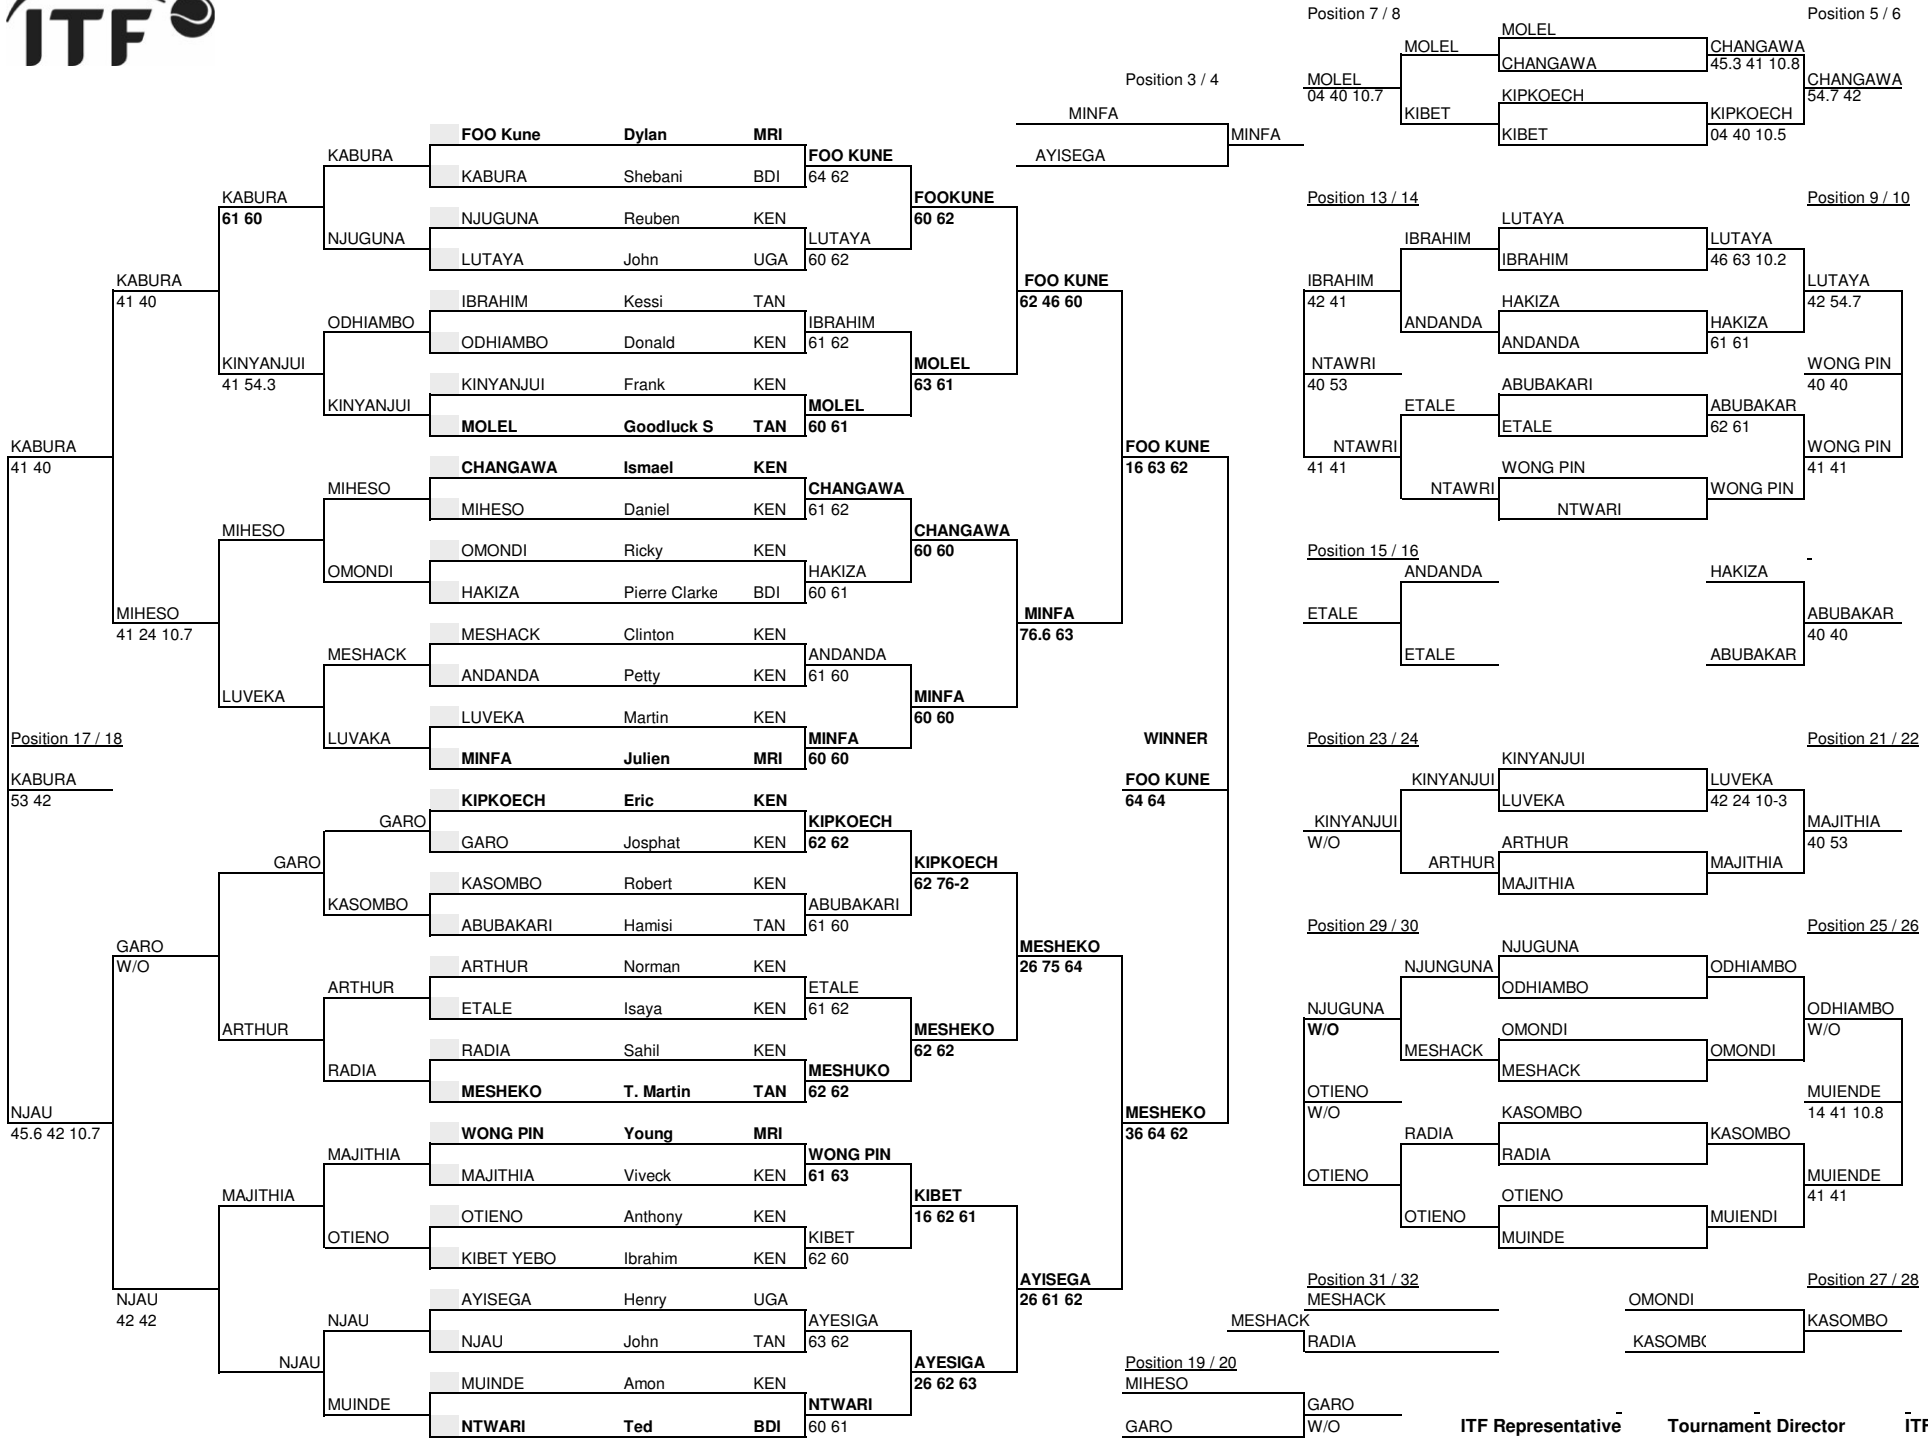 ITF
Position 7 / 8 Position 5 / 6
MOLEL
MOLEL CHANGAWA
CHANGAWA 45.3 41 10.8
Position 3 / 4 MOLEL CHANGAWA
04 40 10.7 KIPKOECH 54.7 42
MINFA KIBET KIPKOECH
FOO Kune Dylan MRI MINFA KIBET 04 40 10.5
KABURA FOO KUNE AYISEGA
KABURA Shebani BDI 64 62
KABURA FOOKUNE Position 13 / 14 Position 9 / 10
61 60 NJUGUNA Reuben KEN 60 62 LUTAYA
NJUGUNA LUTAYA IBRAHIM LUTAYA
LUTAYA John UGA 60 62 IBRAHIM 46 63 10.2
KABURA FOO KUNE IBRAHIM LUTAYA
41 40 IBRAHIM Kessi TAN 62 46 60 42 41 HAKIZA 42 54.7
ODHIAMBO IBRAHIM ANDANDA HAKIZA
ODHIAMBO Donald KEN 61 62 ANDANDA 61 61
KINYANJUI MOLEL NTAWRI WONG PIN
41 54.3 KINYANJUI Frank KEN 63 61 40 53 ABUBAKARI 40 40
KINYANJUI MOLEL ETALE ABUBAKAR
MOLEL Goodluck S TAN 60 61 ETALE 62 61
KABURA FOO KUNE NTAWRI WONG PIN
41 40 CHANGAWA Ismael KEN 16 63 62 41 41 WONG PIN 41 41
MIHESO CHANGAWA NTAWRI WONG PIN
MIHESO Daniel KEN 61 62 NTWARI
MIHESO CHANGAWA
OMONDI Ricky KEN 60 60 Position 15 / 16 -
OMONDI HAKIZA ANDANDA HAKIZA
HAKIZA Pierre Clarke BDI 60 61
MIHESO MINFA ETALE ABUBAKAR
41 24 10.7 MESHACK Clinton KEN 76.6 63 40 40
MESHACK ANDANDA ETALE ABUBAKAR
ANDANDA Petty KEN 61 60
LUVEKA MINFA
LUVEKA Martin KEN 60 60
Position 17 / 18 LUVAKA MINFA WINNER Position 23 / 24 Position 21 / 22
MINFA Julien MRI 60 60 KINYANJUI
KABURA FOO KUNE KINYANJUI LUVEKA
53 42 KIPKOECH Eric KEN 64 64 LUVEKA 42 24 10-3
GARO KIPKOECH KINYANJUI MAJITHIA
GARO Josphat KEN 62 62 W/O ARTHUR 40 53
GARO KIPKOECH ARTHUR MAJITHIA
KASOMBO Robert KEN 62 76-2 MAJITHIA
KASOMBO ABUBAKARI
ABUBAKARI Hamisi TAN 61 60 Position 29 / 30 Position 25 / 26
GARO MESHEKO NJUGUNA
W/O ARTHUR Norman KEN 26 75 64 NJUNGUNA ODHIAMBO
ARTHUR ETALE ODHIAMBO
ETALE Isaya KEN 61 62 NJUGUNA ODHIAMBO
ARTHUR MESHEKO W/O OMONDI W/O
RADIA Sahil KEN 62 62 MESHACK OMONDI
RADIA MESHUKO MESHACK
MESHEKO T. Martin TAN 62 62 OTIENO MUIENDE
NJAU MESHEKO W/O KASOMBO 14 41 10.8
45.6 42 10.7 WONG PIN Young MRI 36 64 62 RADIA KASOMBO
MAJITHIA WONG PIN RADIA
MAJITHIA Viveck KEN 61 63 OTIENO MUIENDE
MAJITHIA KIBET OTIENO 41 41
OTIENO Anthony KEN 16 62 61 OTIENO MUIENDI
OTIENO KIBET MUINDE
KIBET YEBO Ibrahim KEN 62 60
AYISEGA Position 31 / 32 Position 27 / 28
NJAU AYISEGA Henry UGA 26 61 62 MESHACK OMONDI
42 42 NJAU AYESIGA MESHACK KASOMBO
NJAU John TAN 63 62 RADIA KASOMB(
NJAU AYESIGA Position 19 / 20
MUINDE Amon KEN 26 62 63 MIHESO
MUINDE NTWARI GARO - - -
NTWARI Ted BDI 60 61 GARO W/O ITF Representative Tournament Director ITF